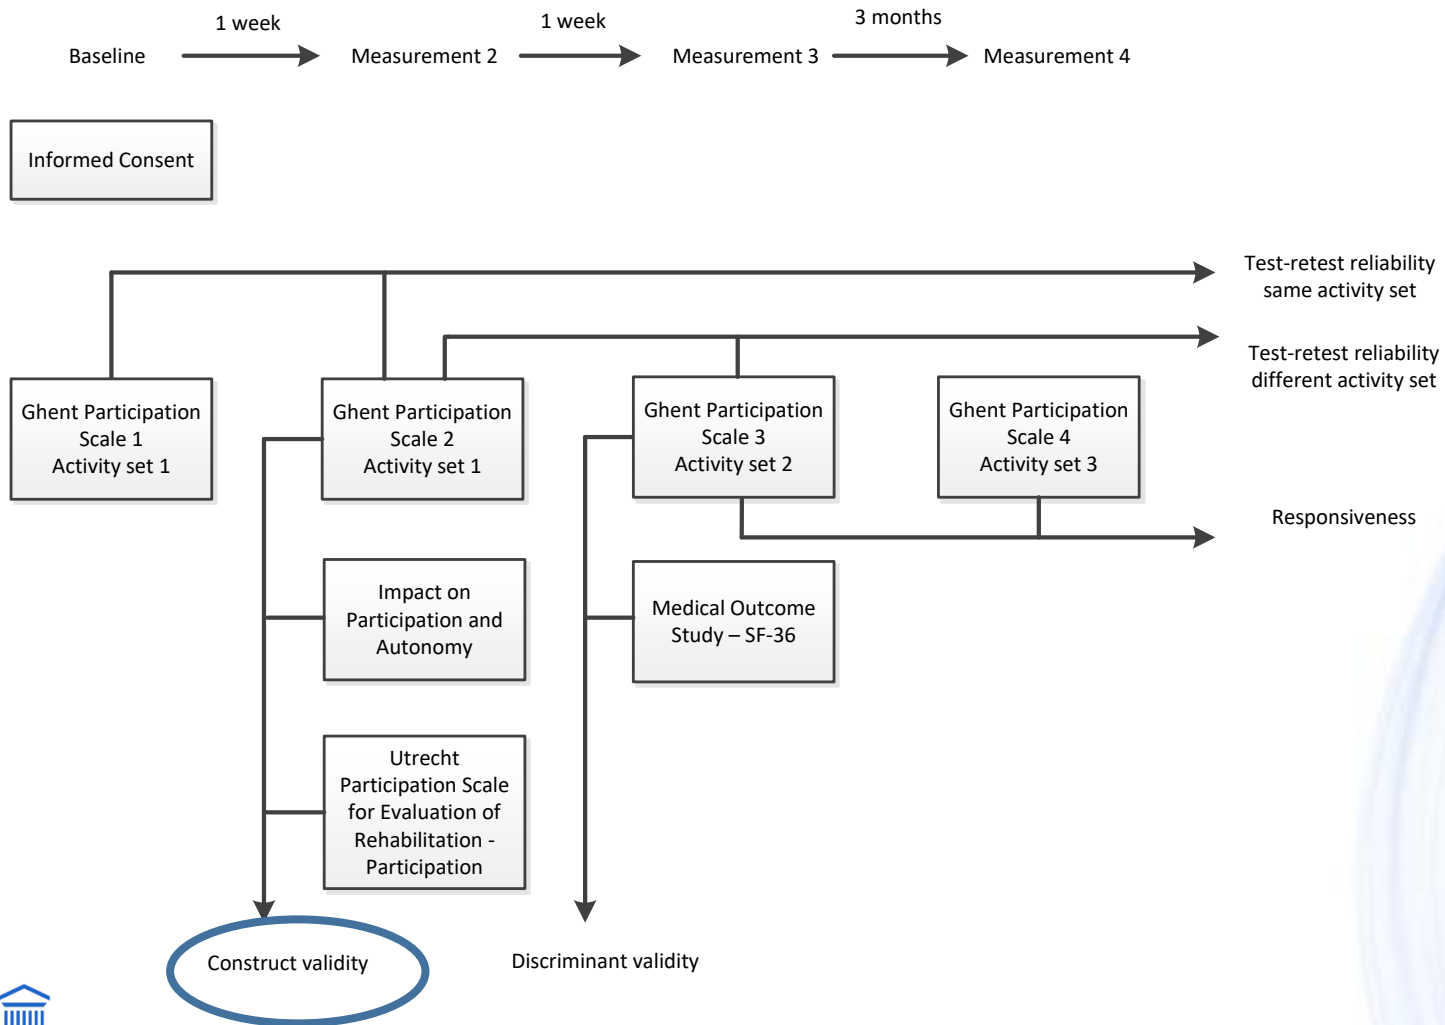 1 week
1 week
3 months
Baseline
Measurement 2
Measurement 3
Measurement 4
Informed Consent
Test-retest reliability
same activity set
Test-retest reliability
different activity set
Ghent Participation
Scale 1
Activity set 1
Ghent Participation
Scale 2
Activity set 1
Ghent Participation
Scale 3
Activity set 2
Ghent Participation
Scale 4
Activity set 3
Responsiveness
Impact on
Participation and
Autonomy
Medical Outcome
Study – SF-36
Utrecht
Participation Scale
for Evaluation of
Rehabilitation -
Participation
Construct validity
Discriminant validity